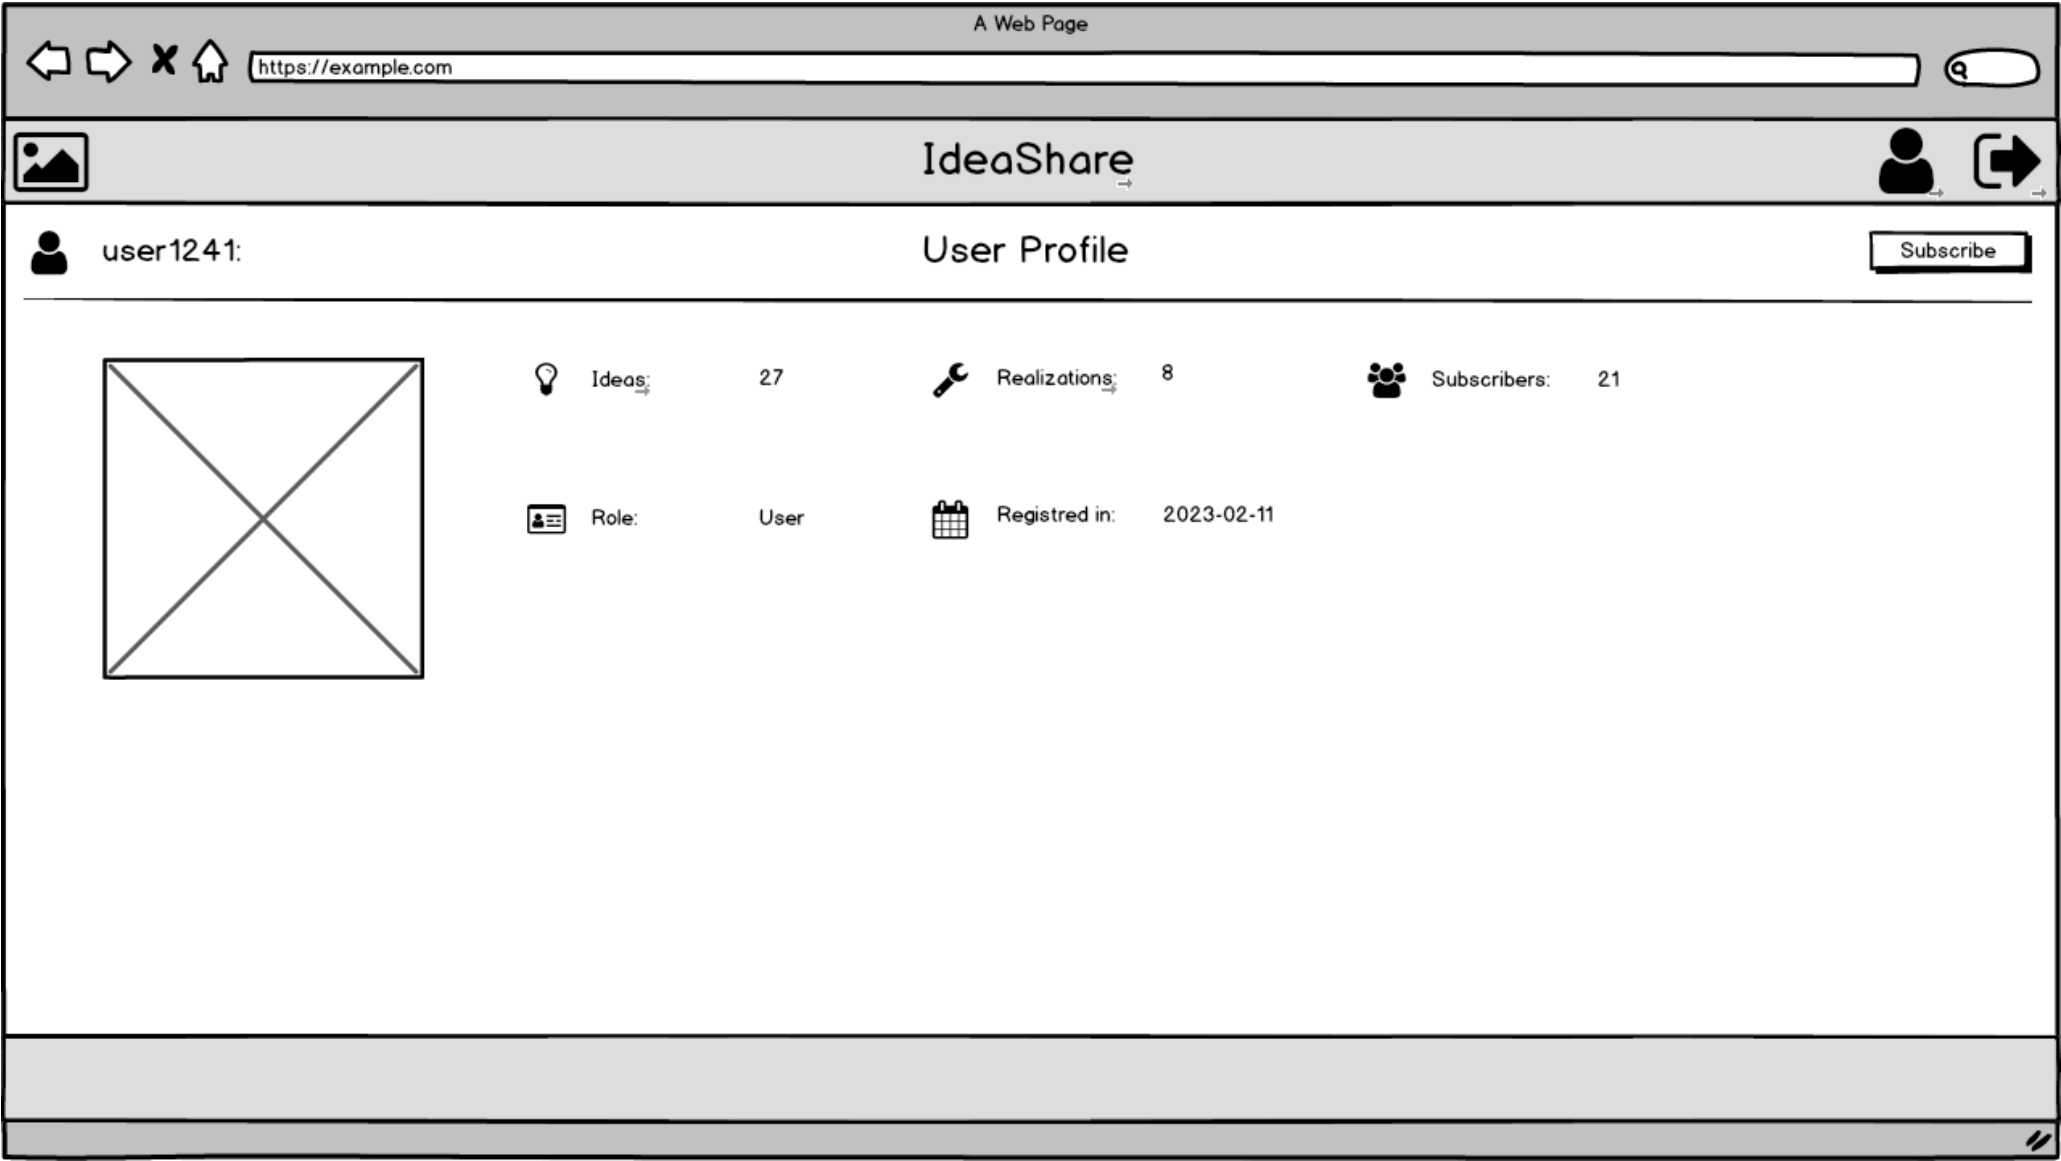 A Web Page
https://example.com
IdeaShare
user1241:
User Profile
Subscribe
Ideas: 27
Realizations: 8
Subscribers: 21
Role: User
Registred in: 2023-02-11